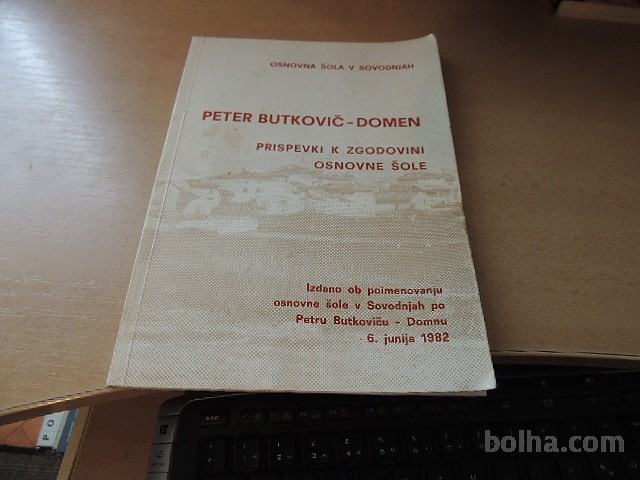 OSNOVNA ŠOLA V SOVODNJAH
PETER BUTKOVIČ-DOMEN
PRISPEVKI K ZGODOVINI
OSNOVNE ŠOLE
Izdano ob poimenovanju
osnovne šole v Sovodnjah po
Petru Butkoviču - Domnu
6. junija 1982
bolha.com